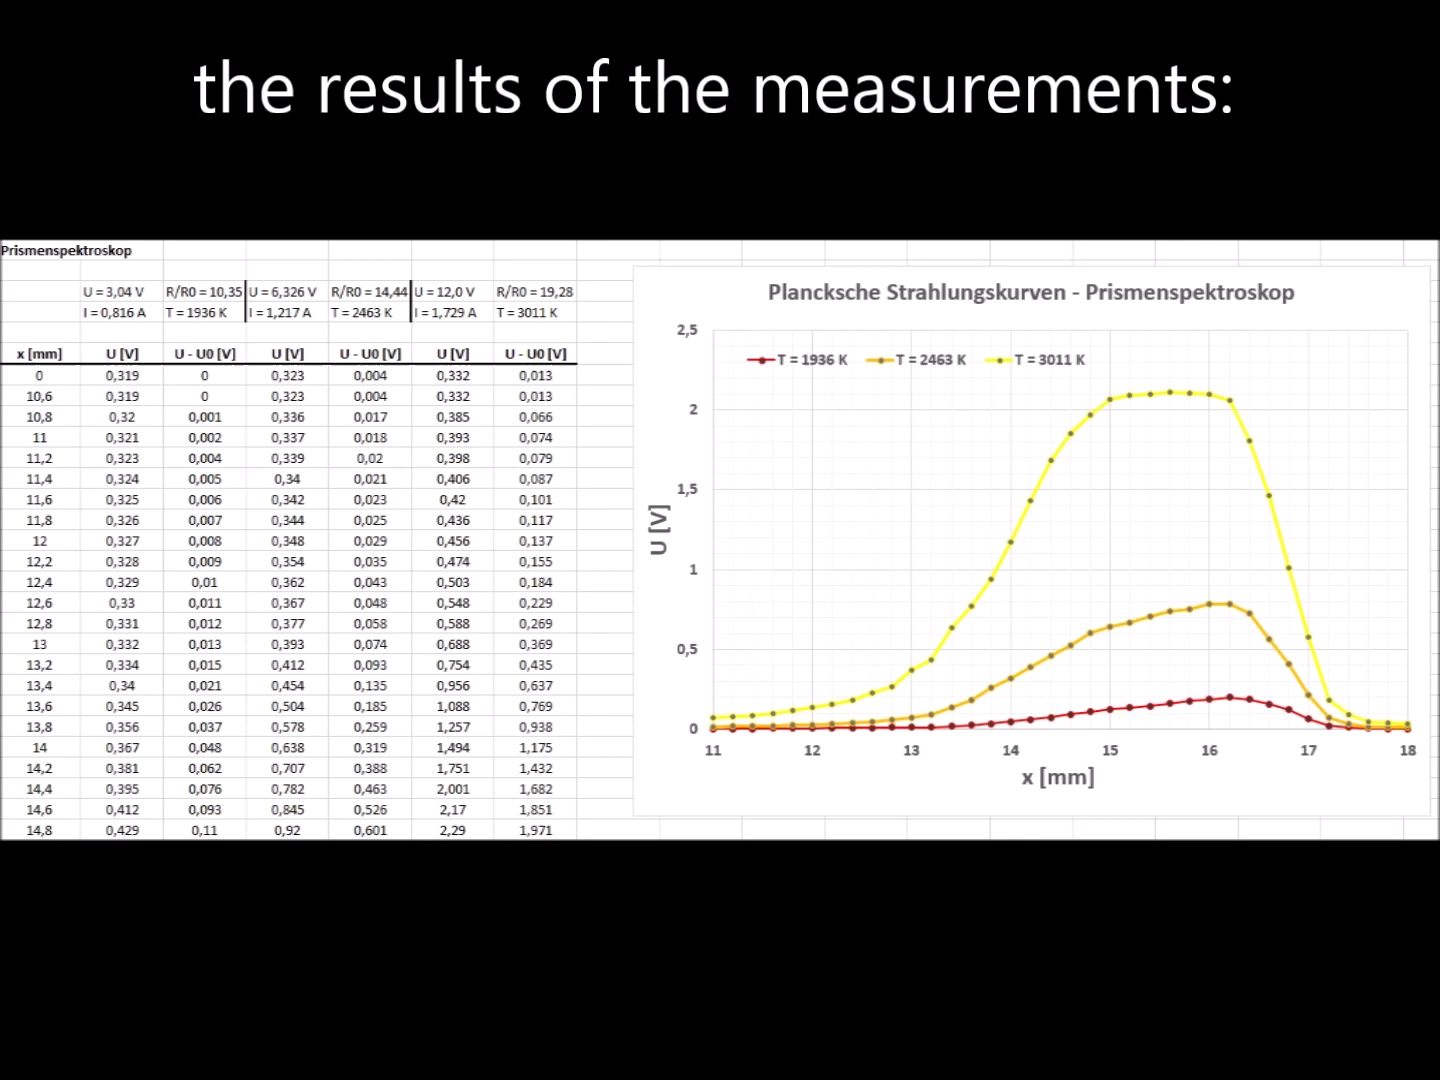 the results of the measurements:
Prismenspektroskop
U = 3,04 V R/R0 = 10,35 U = 6,326 V R/R0 = 14,44 U = 12,0 V R/R0 = 19,28
I = 0,816 A T = 1936 K I = 1,217 A T = 2463 K I = 1,729 A T = 3011 K
x [mm] U [V] U - U0 [V] U [V] U - U0 [V] U [V] U - U0 [V]
0 0,319 0 0,323 0,004 0,332 0,013
10,6 0,319 0 0,323 0,004 0,332 0,013
10,8 0,32 0,001 0,336 0,017 0,385 0,066
11 0,321 0,002 0,337 0,018 0,393 0,074
11,2 0,323 0,004 0,339 0,02 0,398 0,079
11,4 0,324 0,005 0,34 0,021 0,406 0,087
11,6 0,325 0,006 0,342 0,023 0,42 0,101
11,8 0,326 0,007 0,344 0,025 0,436 0,117
12 0,327 0,008 0,348 0,029 0,456 0,137
12,2 0,328 0,009 0,354 0,035 0,474 0,155
12,4 0,329 0,01 0,362 0,043 0,503 0,184
12,6 0,33 0,011 0,367 0,048 0,548 0,229
12,8 0,331 0,012 0,377 0,058 0,588 0,269
13 0,332 0,013 0,393 0,074 0,688 0,369
13,2 0,334 0,015 0,412 0,093 0,754 0,435
13,4 0,34 0,021 0,454 0,135 0,956 0,637
13,6 0,345 0,026 0,504 0,185 1,088 0,769
13,8 0,356 0,037 0,578 0,259 1,257 0,938
14 0,367 0,048 0,638 0,319 1,494 1,175
14,2 0,381 0,062 0,707 0,388 1,751 1,432
14,4 0,395 0,076 0,782 0,463 2,001 1,682
14,6 0,412 0,093 0,845 0,526 2,17 1,851
14,8 0,429 0,11 0,92 0,601 2,29 1,971
Plancksche Strahlungskurven - Prismenspektroskop
T = 1936 K T = 2463 K T = 3011 K
2,5
2
1,5
1
0,5
0
U [V]
11 12 13 14 15 16 17 18
x [mm]